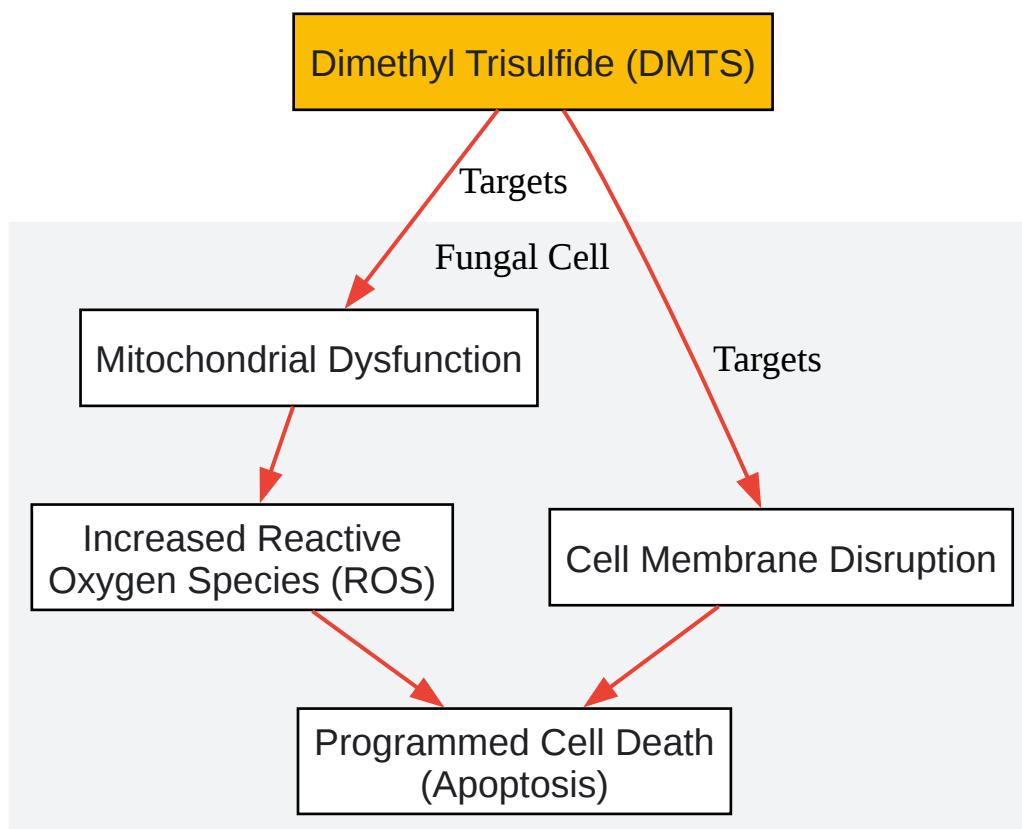 Dimethyl Trisulfide (DMTS)
Targets
Fungal Cell
Mitochondrial Dysfunction
Targets
Increased Reactive
Oxygen Species (ROS)
Cell Membrane Disruption
Programmed Cell Death
(Apoptosis)